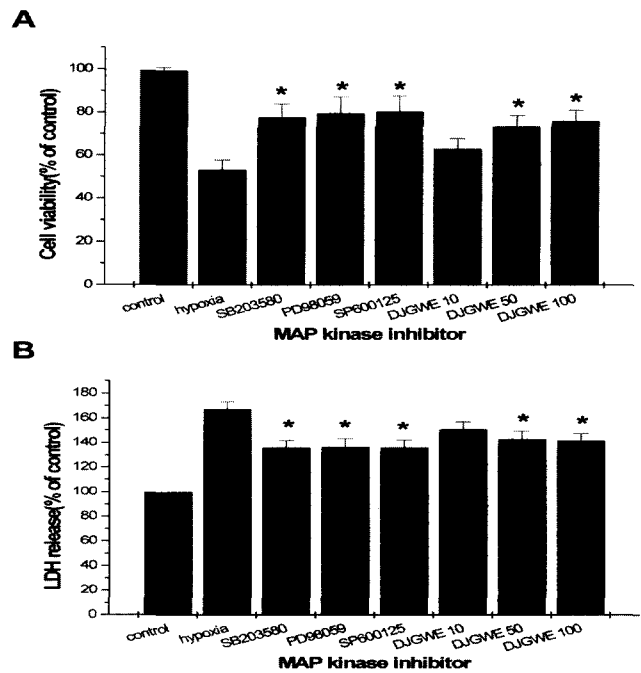 A
Cell viability(% of control)
100
80
60
40
20
0
* * * * *
control hypoxia SB203580 PD98059 SP600125 DJGWE 10 DJGWE 50 DJGWE 100
MAP kinase inhibitor
B
LDH release(% of control)
180
160
140
120
100
80
60
40
20
0
* * * * *
control hypoxia SB203580 PD98059 SP600125 DJGWE 10 DJGWE 50 DJGWE 100
MAP kinase inhibitor